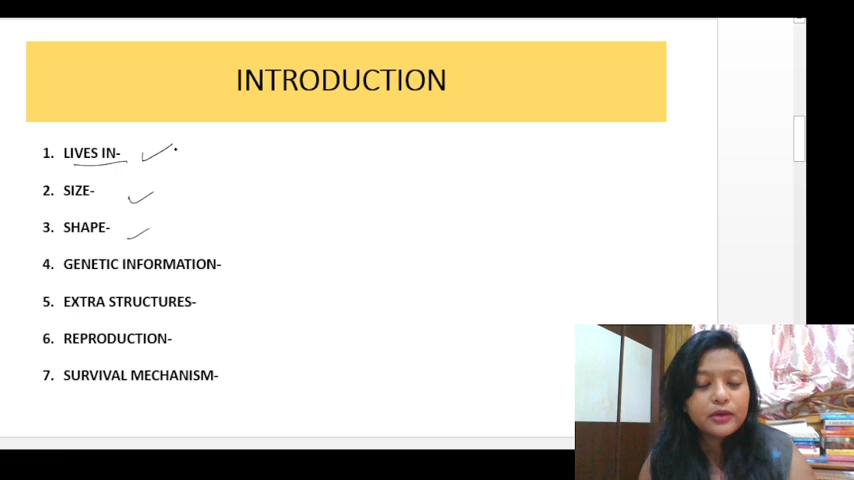 INTRODUCTION
1. LIVES IN-
2. SIZE-
3. SHAPE-
4. GENETIC INFORMATION-
5. EXTRA STRUCTURES-
6. REPRODUCTION-
7. SURVIVAL MECHANISM-